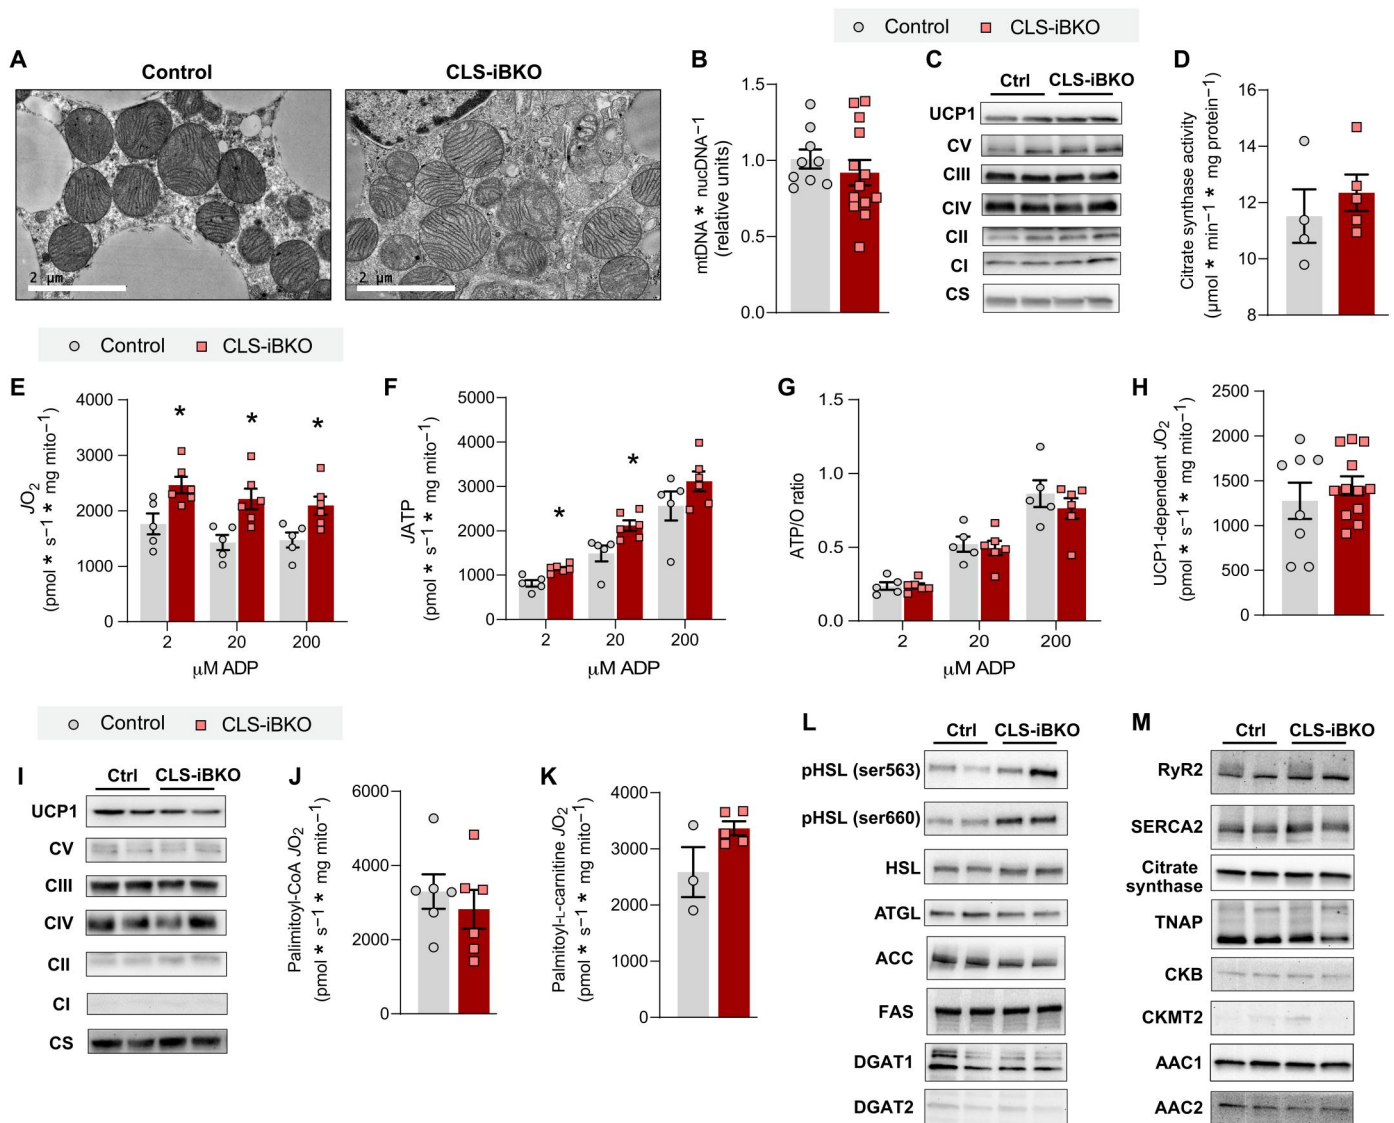 Control CLS-iBKO
A
Control CLS-iBKO
2 µm
2 µm
B
mtDNA * nucDNA⁻¹
(relative units)
1.5
1.0
0.5
0.0
C
Ctrl CLS-iBKO
UCP1
CV
CIII
CIV
CII
CI
CS
D
Citrate synthase activity
(µmol * min⁻¹ * mg protein⁻¹)
16
14
12
10
8
Control CLS-iBKO
E
JO₂
(pmol * s⁻¹ * mg mito⁻¹)
4000
3000
2000
1000
0
* * *
2 20 200
µM ADP
F
JATP
(pmol * s⁻¹ * mg mito⁻¹)
5000
4000
3000
2000
1000
0
* *
2 20 200
µM ADP
G
ATP/O ratio
1.5
1.0
0.5
0.0
2 20 200
µM ADP
H
UCP1-dependent JO₂
(pmol * s⁻¹ * mg mito⁻¹)
2500
2000
1500
1000
500
0
Control CLS-iBKO
I
Ctrl CLS-iBKO
UCP1
CV
CIII
CIV
CII
CI
CS
J
Palimitoyl-CoA JO₂
(pmol * s⁻¹ * mg mito⁻¹)
6000
4000
2000
0
K
Palmitoyl-L-carnitine JO₂
(pmol * s⁻¹ * mg mito⁻¹)
4000
3000
2000
1000
0
L
Ctrl CLS-iBKO
pHSL (ser563)
pHSL (ser660)
HSL
ATGL
ACC
FAS
DGAT1
DGAT2
M
Ctrl CLS-iBKO
RyR2
SERCA2
Citrate
synthase
TNAP
CKB
CKMT2
AAC1
AAC2